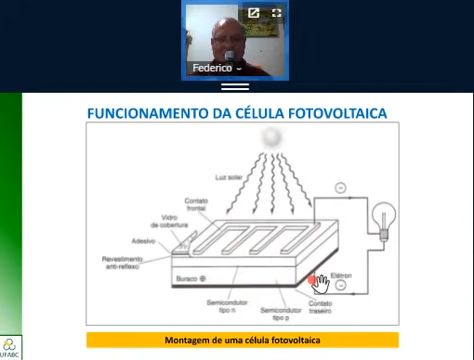 Federico
FUNCIONAMENTO DA CÉLULA FOTOVOLTAICA
Luz solar
Contato
frontal
Vidro
de cobertura
Adesivo
Revestimento
anti-reflexo
Buraco ⊕
Semicondutor
tipo n
Semicondutor
tipo p
Contato
traseiro
Elétron
Montagem de uma célula fotovoltaica
UFABC